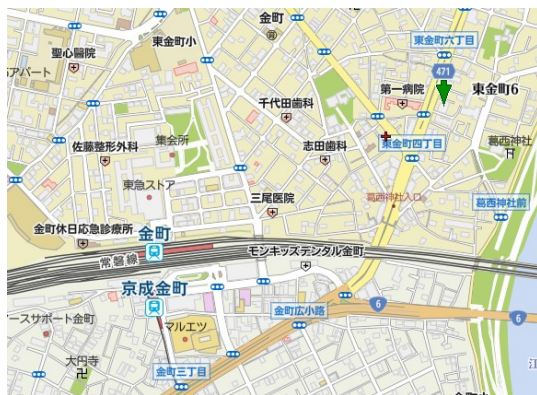 金町
東金町小
東金町六丁目
聖心医院
471
アパート
第一病院
東金町6
千代田歯科
集会所
佐藤整形外科
志田歯科
東金町四丁目
葛西神社
東急ストア
三尾医院
葛西神社入口
葛西神社前
金町休日応急診療所
金町
モンキッズデンタル金町
常磐線
京成金町
6
金町広小路
6
ースサポート金町
マルエツ
大円寺
江
金町三丁目